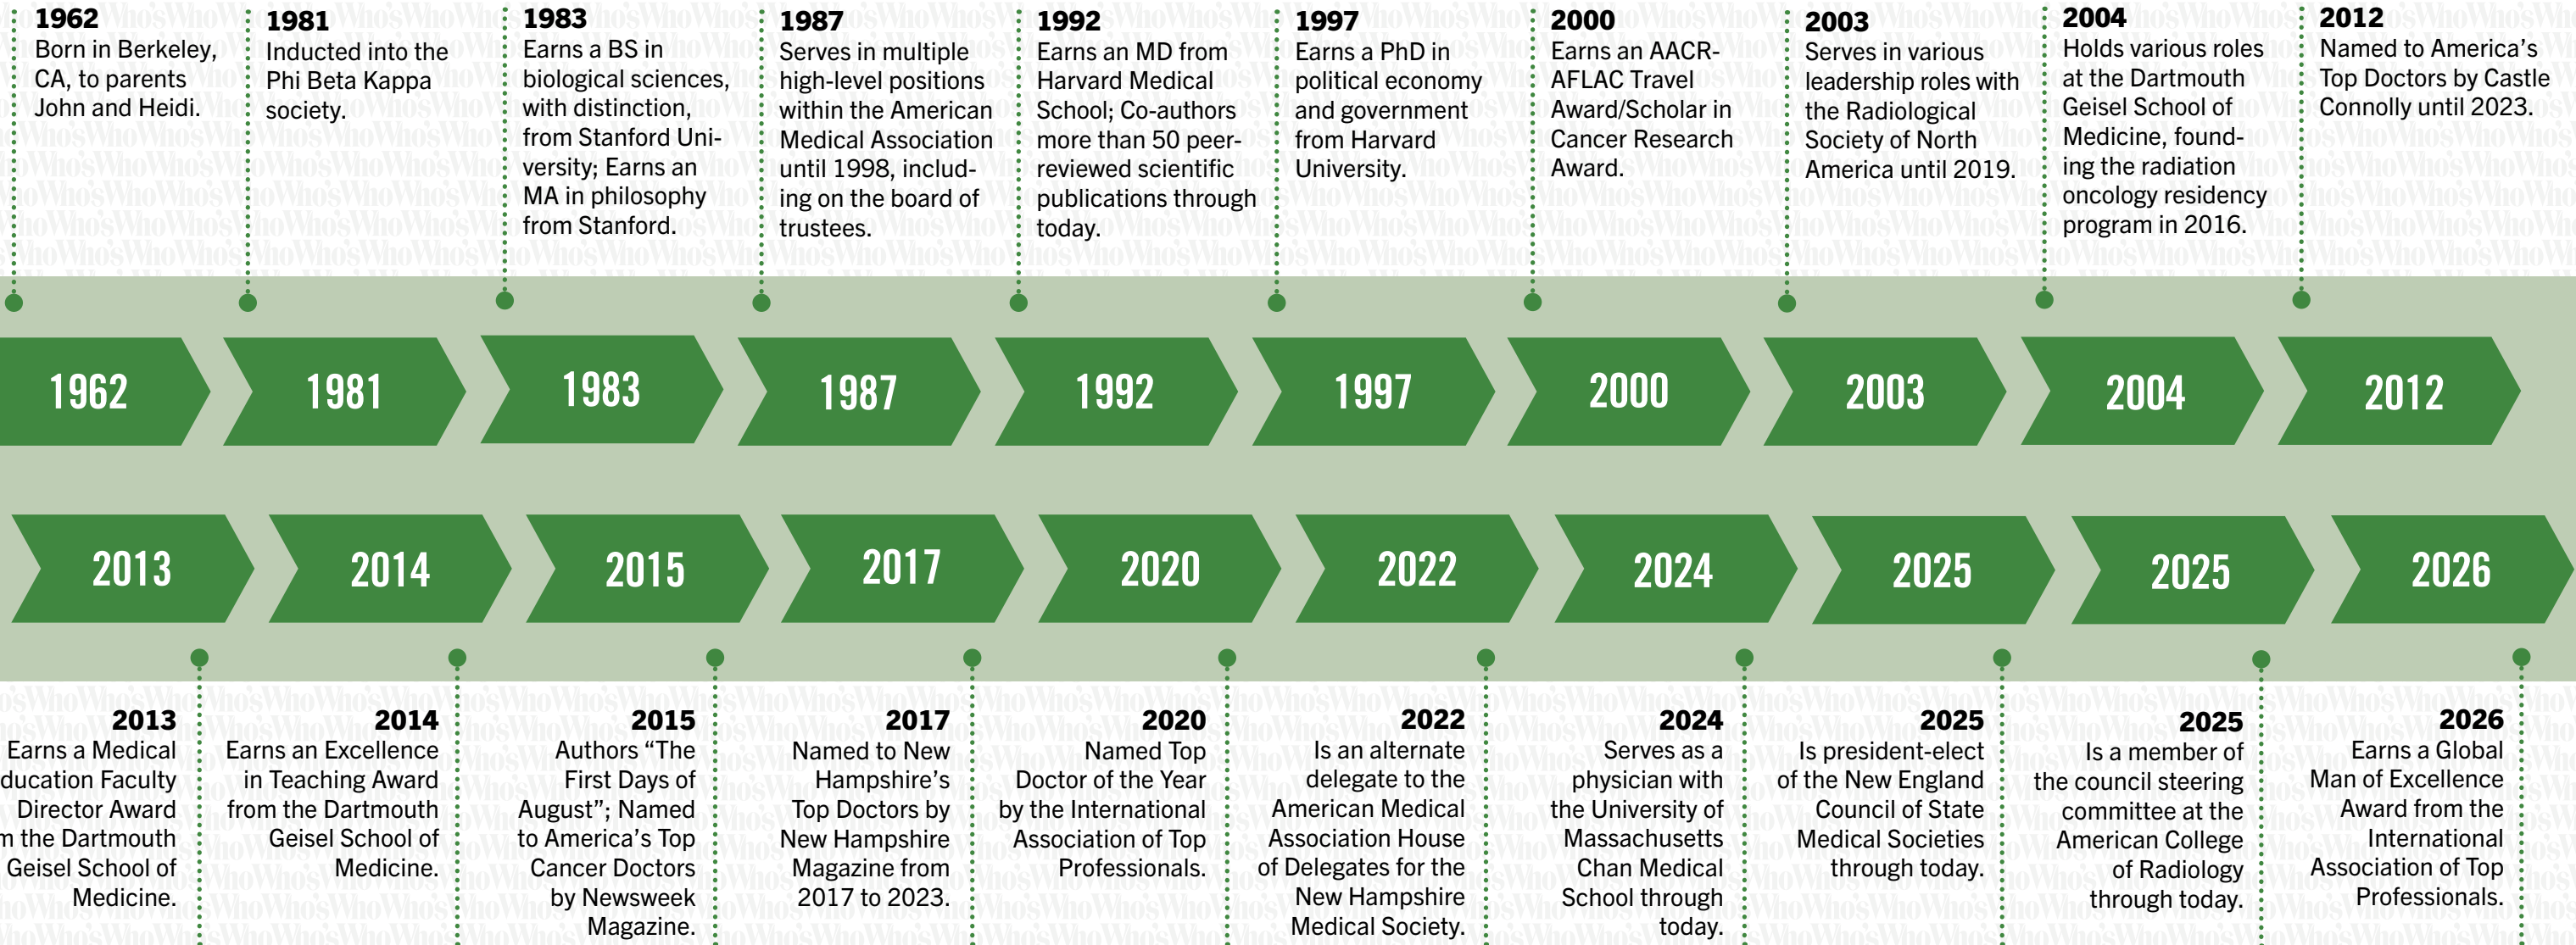 1962
Born in Berkeley,
CA, to parents
John and Heidi.
1981
Inducted into the
Phi Beta Kappa
society.
1983
Earns a BS in
biological sciences,
with distinction,
from Stanford Uni-
versity; Earns an
MA in philosophy
from Stanford.
1987
Serves in multiple
high-level positions
within the American
Medical Association
until 1998, includ-
ing on the board of
trustees.
1992
Earns an MD from
Harvard Medical
School; Co-authors
more than 50 peer-
reviewed scientific
publications through
today.
1997
Earns a PhD in
political economy
and government
from Harvard
University.
2000
Earns an AACR-
AFLAC Travel
Award/Scholar in
Cancer Research
Award.
2003
Serves in various
leadership roles with
the Radiological
Society of North
America until 2019.
2004
Holds various roles
at the Dartmouth
Geisel School of
Medicine, found-
ing the radiation
oncology residency
program in 2016.
2012
Named to America’s
Top Doctors by Castle
Connolly until 2023.
1962
1981
1983
1987
1992
1997
2000
2003
2004
2012
2013
2014
2015
2017
2020
2022
2024
2025
2025
2026
2013
Earns a Medical
ducation Faculty
Director Award
m the Dartmouth
Geisel School of
Medicine.
2014
Earns an Excellence
in Teaching Award
from the Dartmouth
Geisel School of
Medicine.
2015
Authors “The
First Days of
August”; Named
to America’s Top
Cancer Doctors
by Newsweek
Magazine.
2017
Named to New
Hampshire’s
Top Doctors by
New Hampshire
Magazine from
2017 to 2023.
2020
Named Top
Doctor of the Year
by the International
Association of Top
Professionals.
2022
Is an alternate
delegate to the
American Medical
Association House
of Delegates for the
New Hampshire
Medical Society.
2024
Serves as a
physician with
the University of
Massachusetts
Chan Medical
School through
today.
2025
Is president-elect
of the New England
Council of State
Medical Societies
through today.
2025
Is a member of
the council steering
committee at the
American College
of Radiology
through today.
2026
Earns a Global
Man of Excellence
Award from the
International
Association of Top
Professionals.